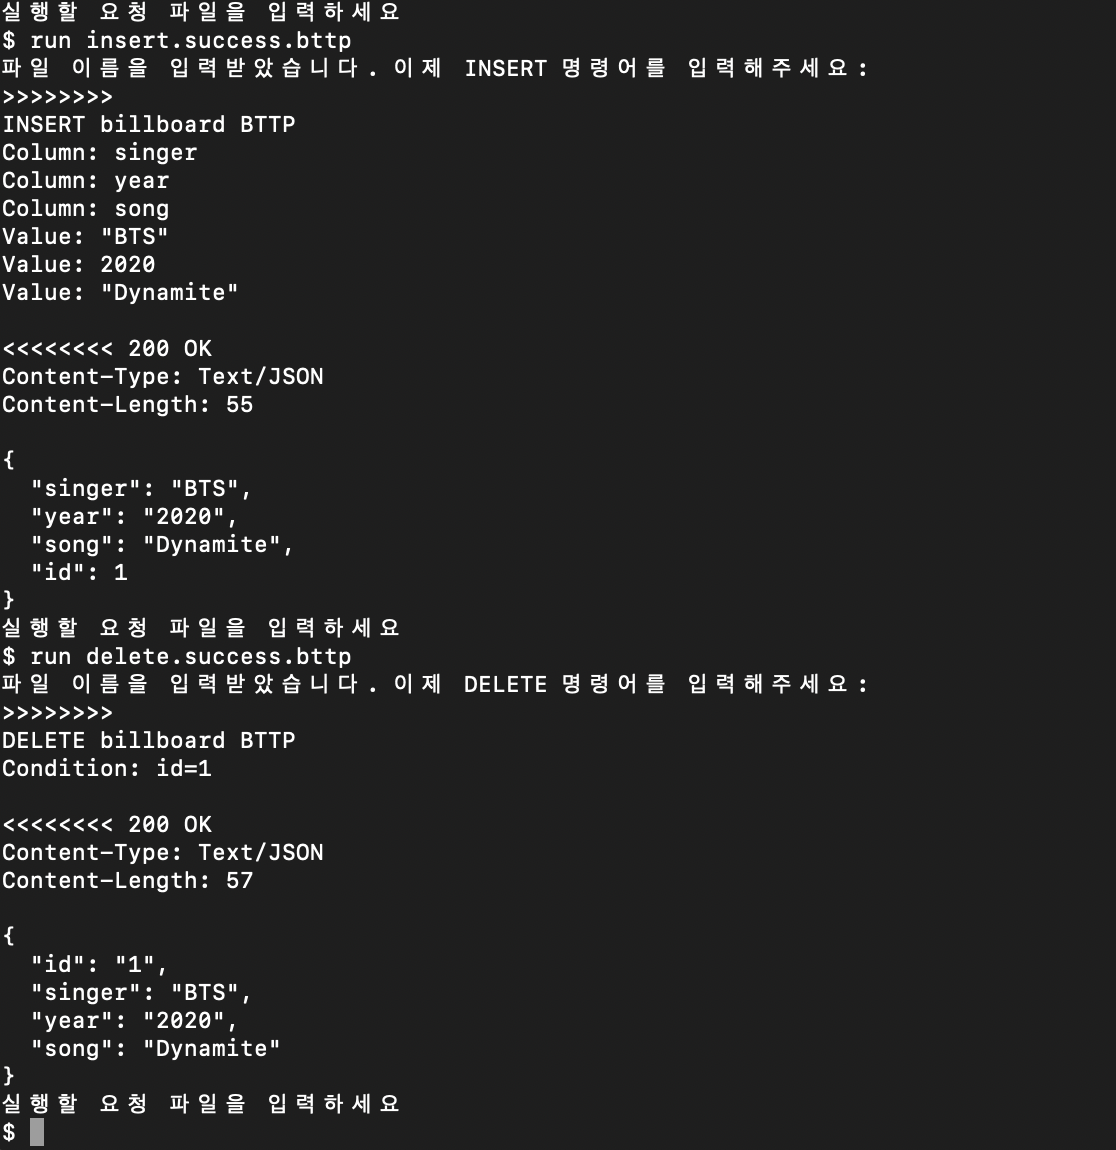 실행할 요청 파일을 입력하세요
$ run insert.success.bttp
파일 이름을 입력받았습니다. 이제 INSERT 명령어를 입력해주세요:
>>>>>>>>
INSERT billboard BTTP
Column: singer
Column: year
Column: song
Value: "BTS"
Value: 2020
Value: "Dynamite"

<<<<<<<< 200 OK
Content-Type: Text/JSON
Content-Length: 55

{
  "singer": "BTS",
  "year": "2020",
  "song": "Dynamite",
  "id": 1
}
실행할 요청 파일을 입력하세요
$ run delete.success.bttp
파일 이름을 입력받았습니다. 이제 DELETE 명령어를 입력해주세요:
>>>>>>>>
DELETE billboard BTTP
Condition: id=1

<<<<<<<< 200 OK
Content-Type: Text/JSON
Content-Length: 57

{
  "id": "1",
  "singer": "BTS",
  "year": "2020",
  "song": "Dynamite"
}
실행할 요청 파일을 입력하세요
$